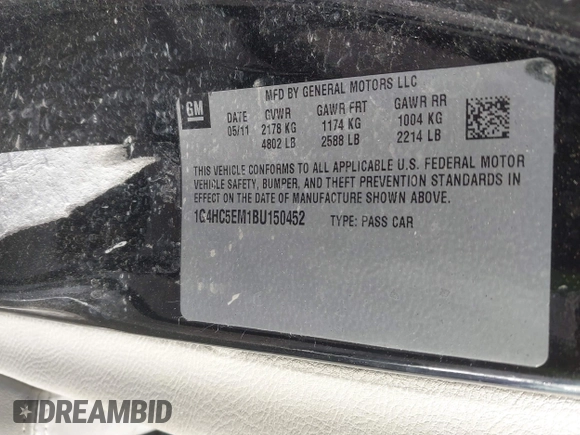 GM
MFD BY GENERAL MOTORS LLC
DATE GVWR GAWR FRT GAWR RR
05/11 2178 KG 1174 KG 1004 KG
4802 LB 2588 LB 2214 LB
THIS VEHICLE CONFORMS TO ALL APPLICABLE U.S. FEDERAL MOTOR
VEHICLE SAFETY, BUMPER, AND THEFT PREVENTION STANDARDS IN
EFFECT ON THE DATE OF MANUFACTURE SHOWN ABOVE.
1G4HC5EM1BU150452 TYPE: PASS CAR
DREAMBID